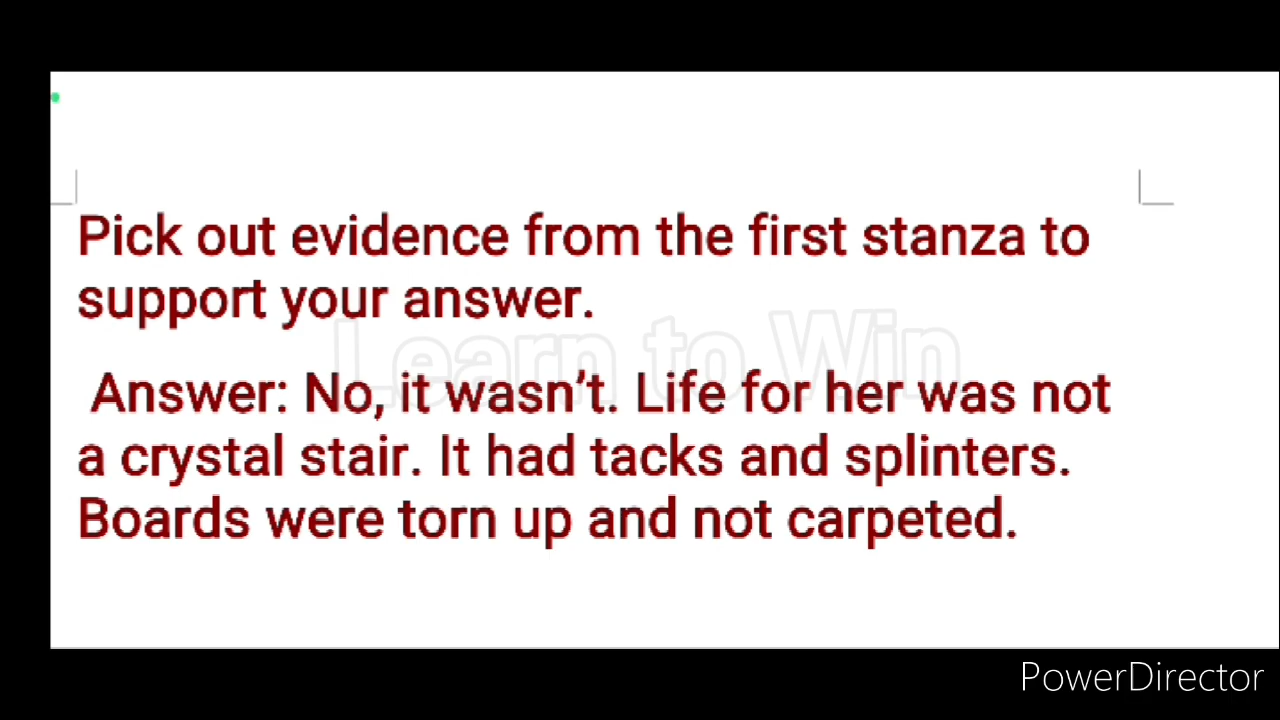 Pick out evidence from the first stanza to
support your answer.
Learn to Win
Answer: No, it wasn’t. Life for her was not
a crystal stair. It had tacks and splinters.
Boards were torn up and not carpeted.
PowerDirector